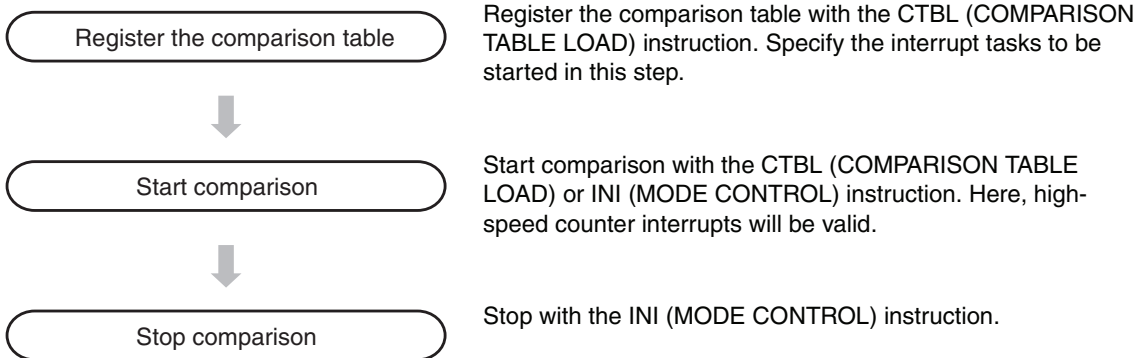 Register the comparison table
Register the comparison table with the CTBL (COMPARISON
TABLE LOAD) instruction. Specify the interrupt tasks to be
started in this step.
Start comparison
Start comparison with the CTBL (COMPARISON TABLE
LOAD) or INI (MODE CONTROL) instruction. Here, high-
speed counter interrupts will be valid.
Stop comparison
Stop with the INI (MODE CONTROL) instruction.